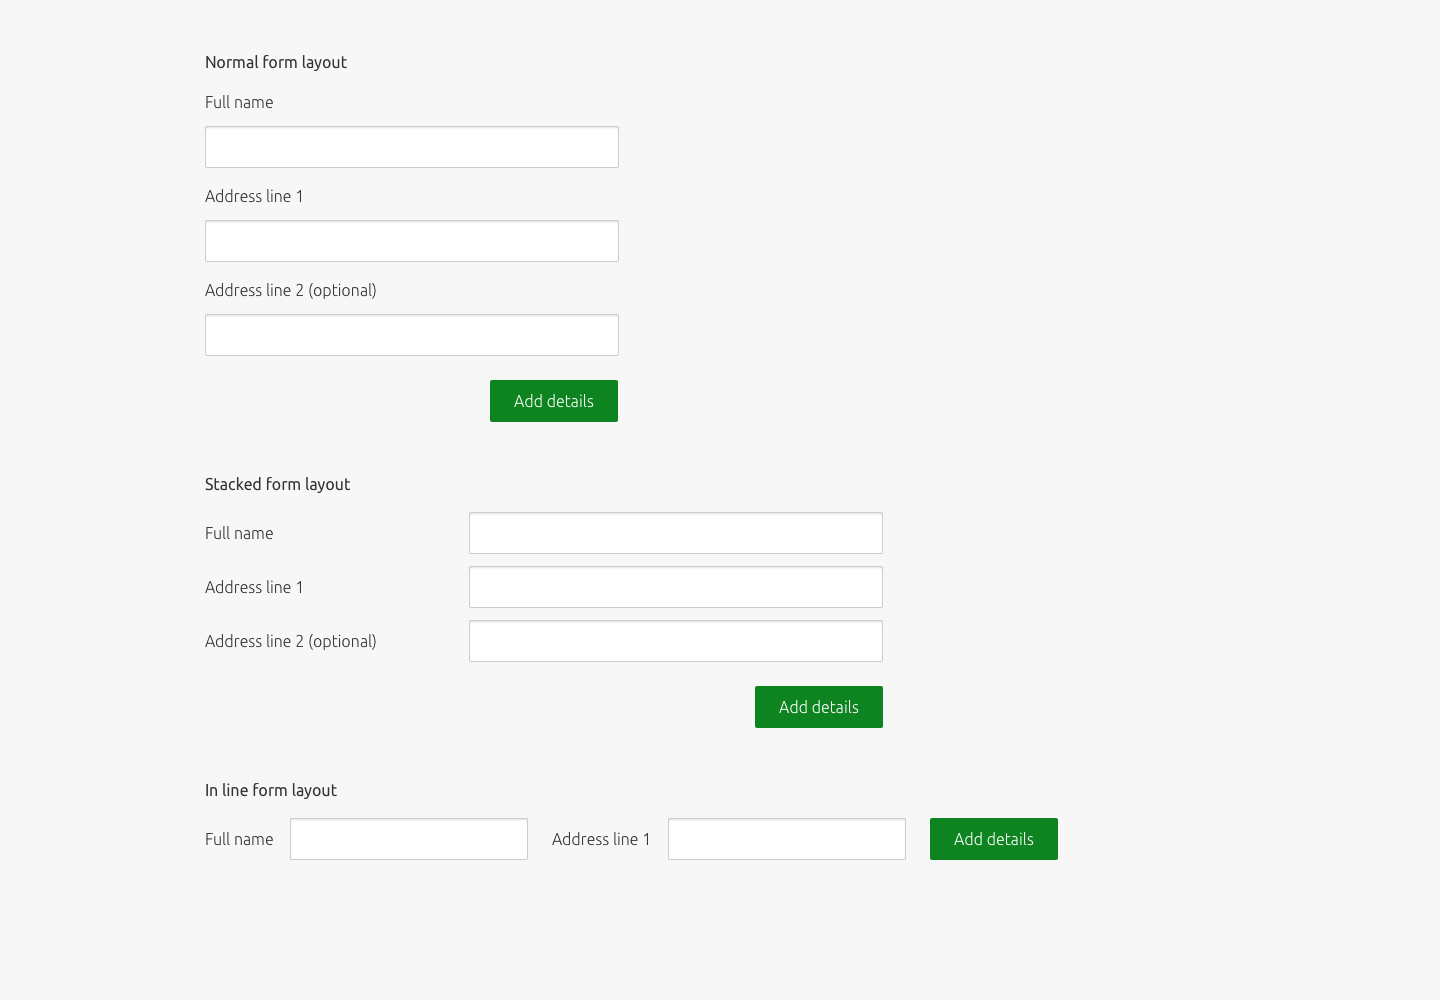 Normal form layout
Full name
Address line 1
Address line 2 (optional)
Add details
Stacked form layout
Full name
Address line 1
Address line 2 (optional)
Add details
In line form layout
Full name Address line 1 Add details